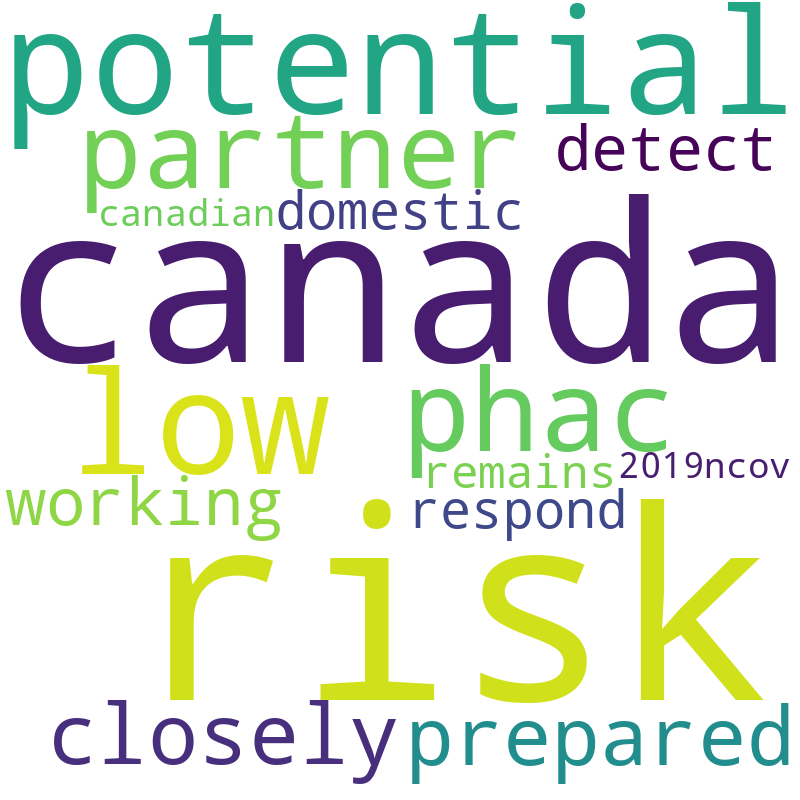 potential
partner detect
canadian domestic
canada
low phac
remains 2019ncov
working respond
risk
closely prepared